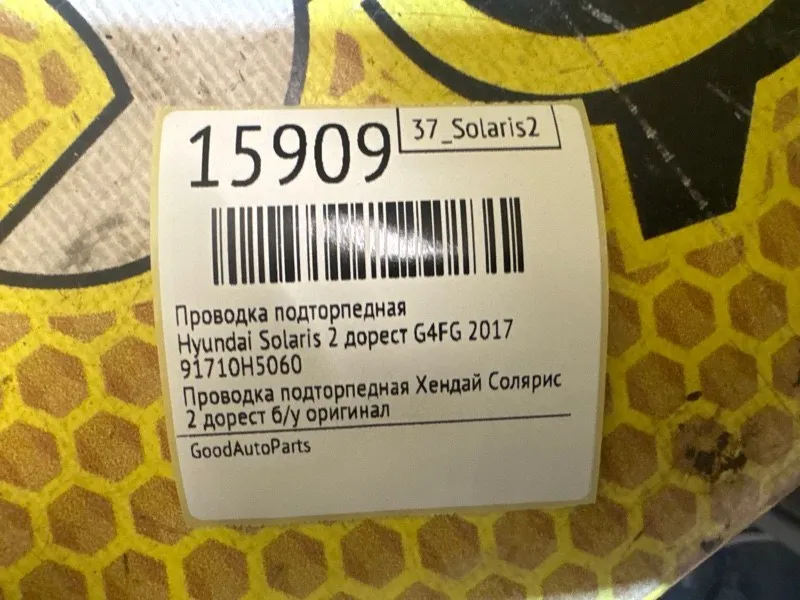 15909
37_Solaris2
Проводка подторпедная
Hyundai Solaris 2 дорест G4FG 2017
91710H5060
Проводка подторпедная Хендай Солярис
2 дорест б/у оригинал
GoodAutoParts